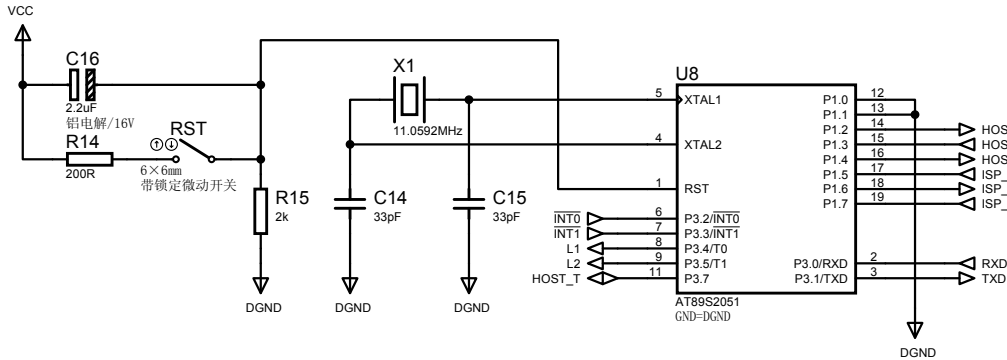 VCC
C16
2.2uF
铝电解/16V
R14
200R
RST
6×6mm
带锁定微动开关
R15
2k
DGND
X1
11.0592MHz
C14
33pF
DGND
C15
33pF
DGND
U8
5 XTAL1
4 XTAL2
1 RST
INT0 6 P3.2/INT0
INT1 7 P3.3/INT1
L1 8 P3.4/T0
L2 9 P3.5/T1
HOST_T 11 P3.7
P1.0 12
P1.1 13
P1.2 14 HOS
P1.3 15 HOS
P1.4 16 HOS
P1.5 17 ISP_
P1.6 18 ISP_
P1.7 19 ISP_
P3.0/RXD 2 RXD
P3.1/TXD 3 TXD
AT89S2051
GND=DGND
DGND